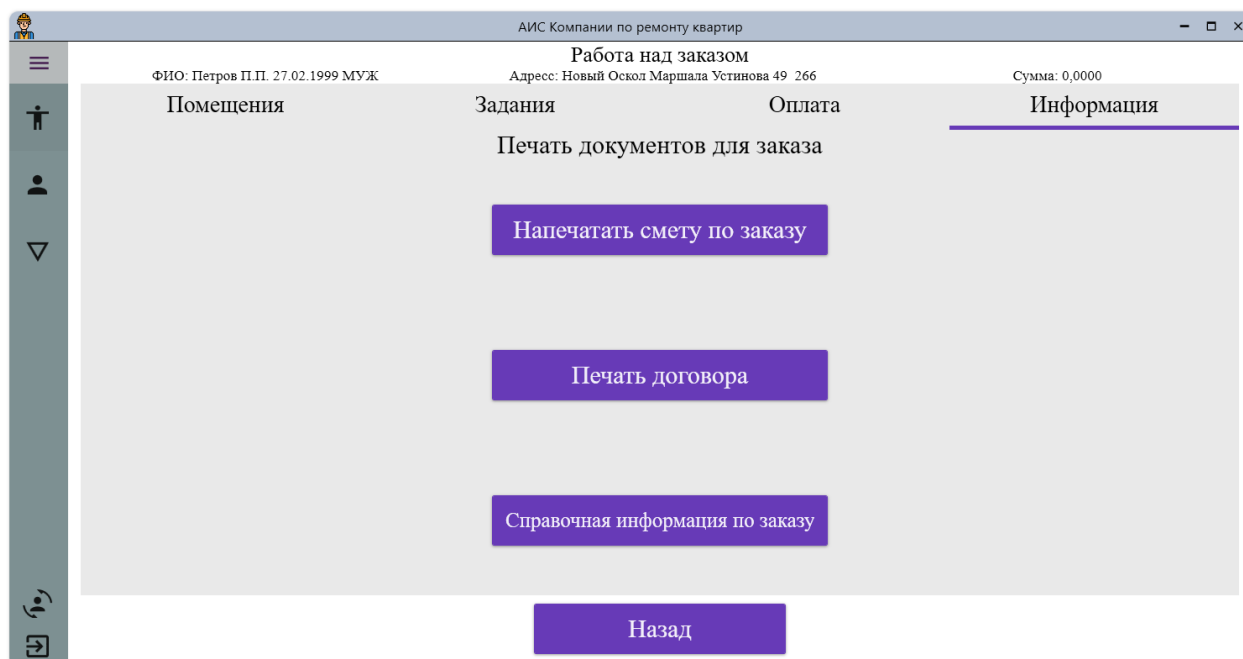 АИС Компании по ремонту квартир
Работа над заказом
ФИО: Петров П.П. 27.02.1999 МУЖ Адресс: Новый Оскол Маршала Устинова 49 266 Сумма: 0,0000
Помещения Задания Оплата Информация
Печать документов для заказа
Напечатать смету по заказу
Печать договора
Справочная информация по заказу
Назад